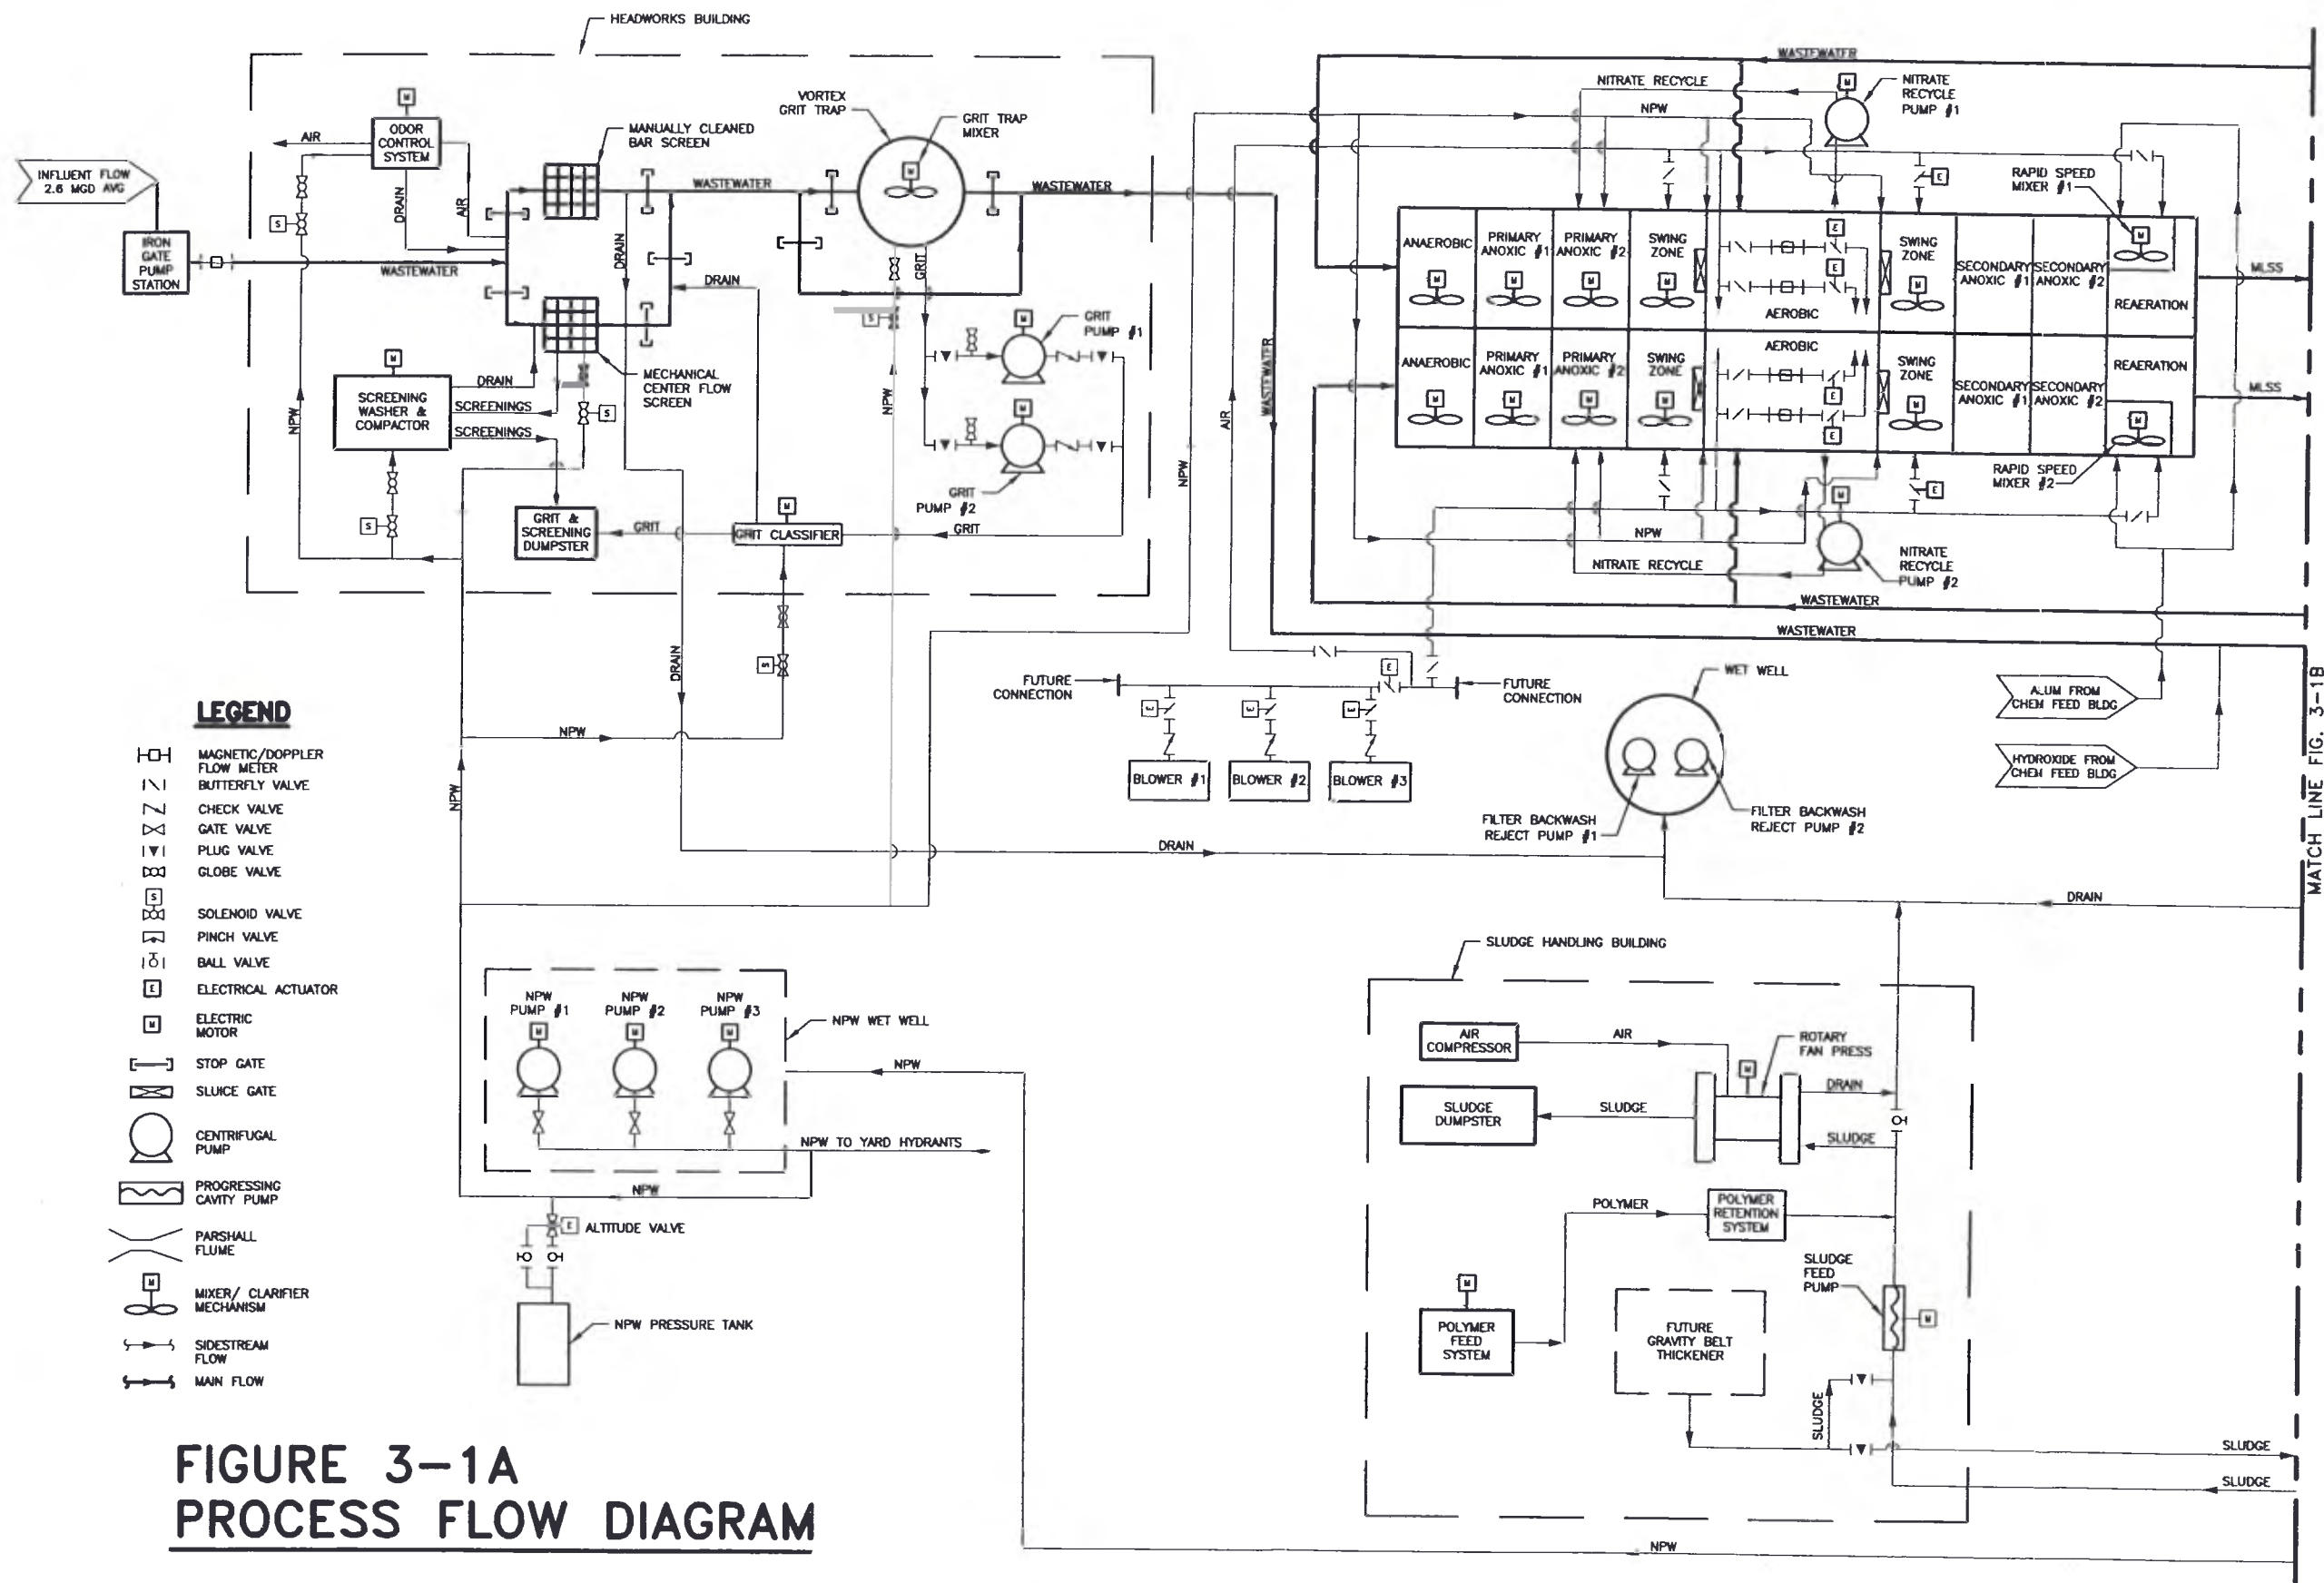 HEADWORKS BUILDING
INFLUENT FLOW
2.6 MGD AVG
IRON
GATE
PUMP
STATION
WASTEWATER
AIR
ODOR
CONTROL
SYSTEM
M
DRAIN
AIR
S
NPW
MANUALLY CLEANED
BAR SCREEN
WASTEWATER
DRAIN
VORTEX
GRIT TRAP
GRIT TRAP
MIXER
M
WASTEWATER
GRIT
DRAIN
S
NPW
M
GRIT
PUMP #1
M
GRIT
PUMP #2
MECHANICAL
CENTER FLOW
SCREEN
S
M
SCREENING
WASHER &
COMPACTOR
DRAIN
SCREENINGS
SCREENINGS
S
GRIT &
SCREENING
DUMPSTER
GRIT
M
GRIT CLASSIFIER
GRIT
DRAIN
S
NPW
NPW
DRAIN
WASTEWATER
NITRATE RECYCLE
NPW
M
NITRATE
RECYCLE
PUMP #1
E
RAPID SPEED
MIXER #1
M
ANAEROBIC
M
PRIMARY
ANOXIC #1
M
PRIMARY
ANOXIC #2
M
SWING
ZONE
M
E
E
AEROBIC
SWING
ZONE
M
SECONDARY
ANOXIC #1
SECONDARY
ANOXIC #2
REAERATION
MLSS
ANAEROBIC
M
PRIMARY
ANOXIC #1
M
PRIMARY
ANOXIC #2
M
SWING
ZONE
M
AEROBIC
E
E
SWING
ZONE
M
SECONDARY
ANOXIC #1
SECONDARY
ANOXIC #2
REAERATION
M
MLSS
RAPID SPEED
MIXER #2
E
NPW
NITRATE RECYCLE
M
NITRATE
RECYCLE
PUMP #2
WASTEWATER
WASTEWATER
WASTEWATER
AIR
NPW
FUTURE
CONNECTION
E
FUTURE
CONNECTION
E
E
E
BLOWER #1
BLOWER #2
BLOWER #3
WET WELL
FILTER BACKWASH
REJECT PUMP #1
FILTER BACKWASH
REJECT PUMP #2
ALUM FROM
CHEM FEED BLDG
HYDROXIDE FROM
CHEM FEED BLDG
MATCH LINE FIG. 3-1B
DRAIN
LEGEND
MAGNETIC/DOPPLER
FLOW METER
BUTTERFLY VALVE
CHECK VALVE
GATE VALVE
PLUG VALVE
GLOBE VALVE
S
SOLENOID VALVE
PINCH VALVE
BALL VALVE
E
ELECTRICAL ACTUATOR
M
ELECTRIC
MOTOR
STOP GATE
SLUICE GATE
CENTRIFUGAL
PUMP
PROGRESSING
CAVITY PUMP
PARSHALL
FLUME
M
MIXER/ CLARIFIER
MECHANISM
SIDESTREAM
FLOW
MAIN FLOW
NPW
PUMP #1
M
NPW
PUMP #2
M
NPW
PUMP #3
M
NPW WET WELL
NPW
NPW TO YARD HYDRANTS
NPW
E
ALTITUDE VALVE
NPW PRESSURE TANK
DRAIN
SLUDGE HANDLING BUILDING
AIR
COMPRESSOR
AIR
ROTARY
FAN PRESS
M
DRAIN
SLUDGE
DUMPSTER
SLUDGE
SLUDGE
POLYMER
POLYMER
RETENTION
SYSTEM
M
POLYMER
FEED
SYSTEM
FUTURE
GRAVITY BELT
THICKENER
SLUDGE
FEED
PUMP
M
SLUDGE
SLUDGE
SLUDGE
NPW
FIGURE 3-1A
PROCESS FLOW DIAGRAM